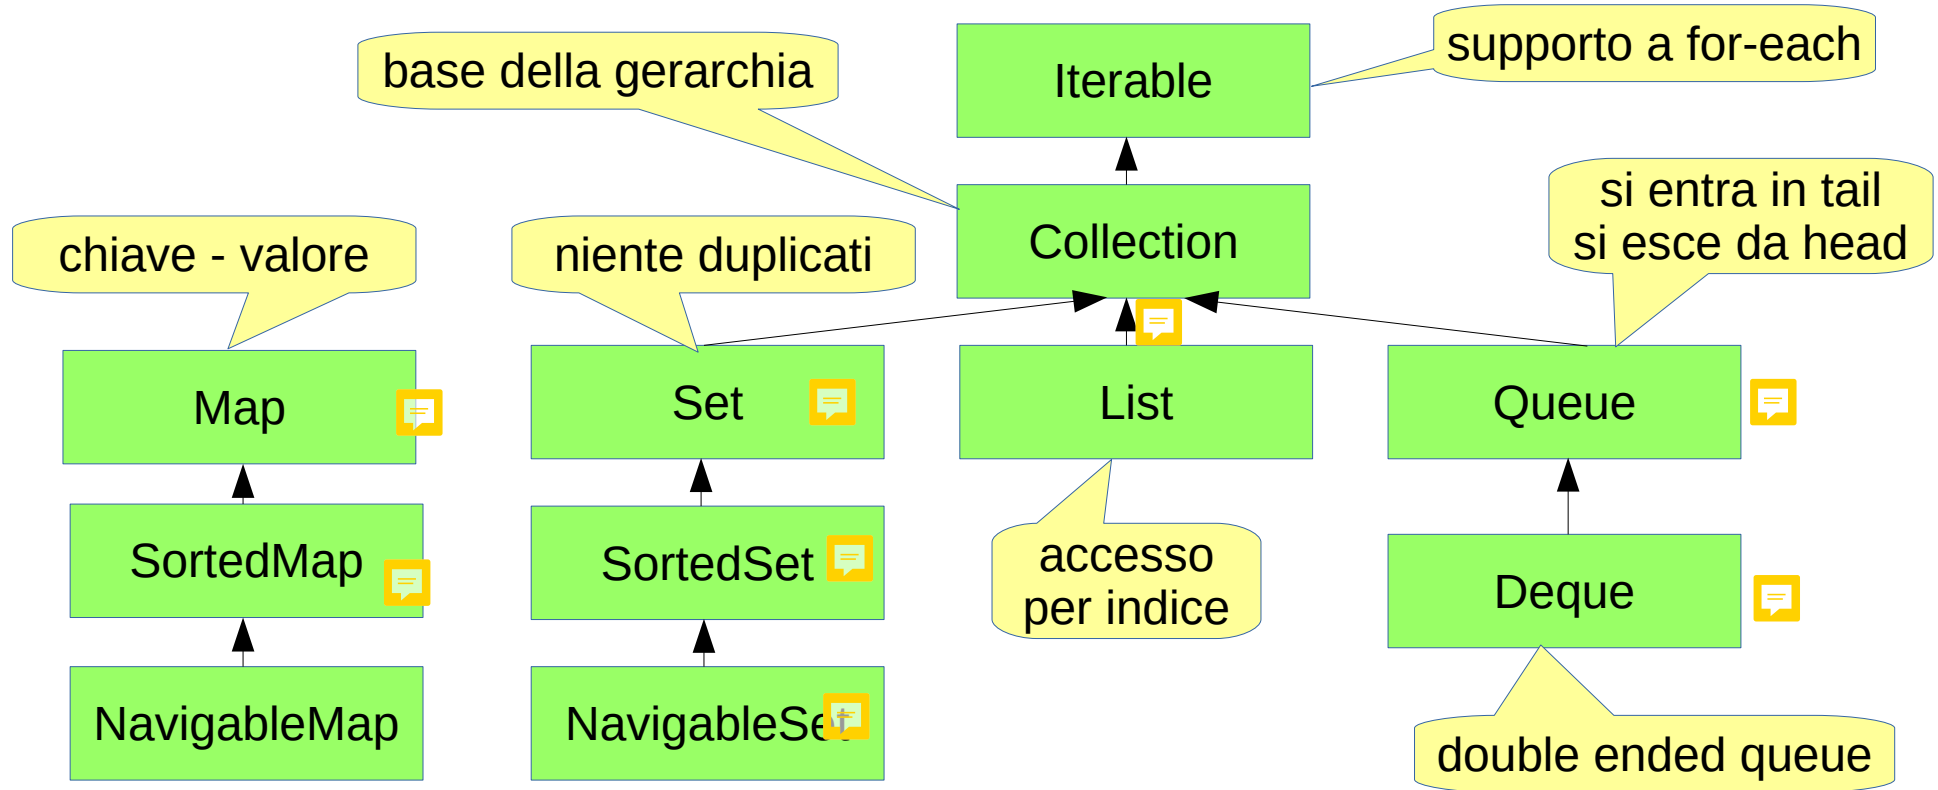 base della gerarchia
Iterable
supporto a for-each
chiave - valore
niente duplicati
Collection
si entra in tail
si esce da head
Map
Set
List
Queue
SortedMap
SortedSet
accesso
per indice
Deque
NavigableMap
NavigableSet
double ended queue